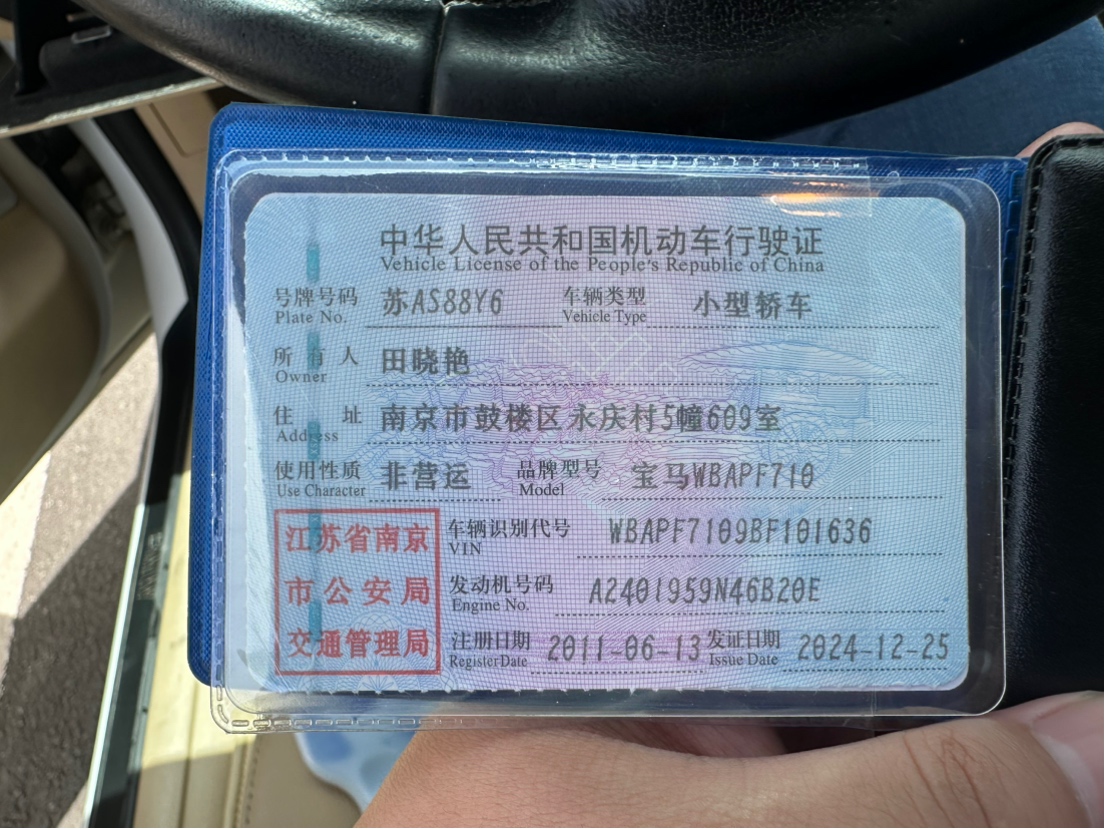 中华人民共和国机动车行驶证
Vehicle License of the People's Republic of China
号牌号码 苏AS88Y6 车辆类型 小型轿车
Plate No. Vehicle Type
所有人 田晓艳
Owner
住址 南京市鼓楼区永庆村5幢609室
Address
使用性质 非营运 品牌型号 宝马WBAPF710
Use Character Model
江苏省南京
市公安局
交通管理局
车辆识别代号 WBAPF7109BF101636
VIN
发动机号码 A2401959N46B20E
Engine No.
注册日期 2011-06-13 发证日期 2024-12-25
Register Date Issue Date